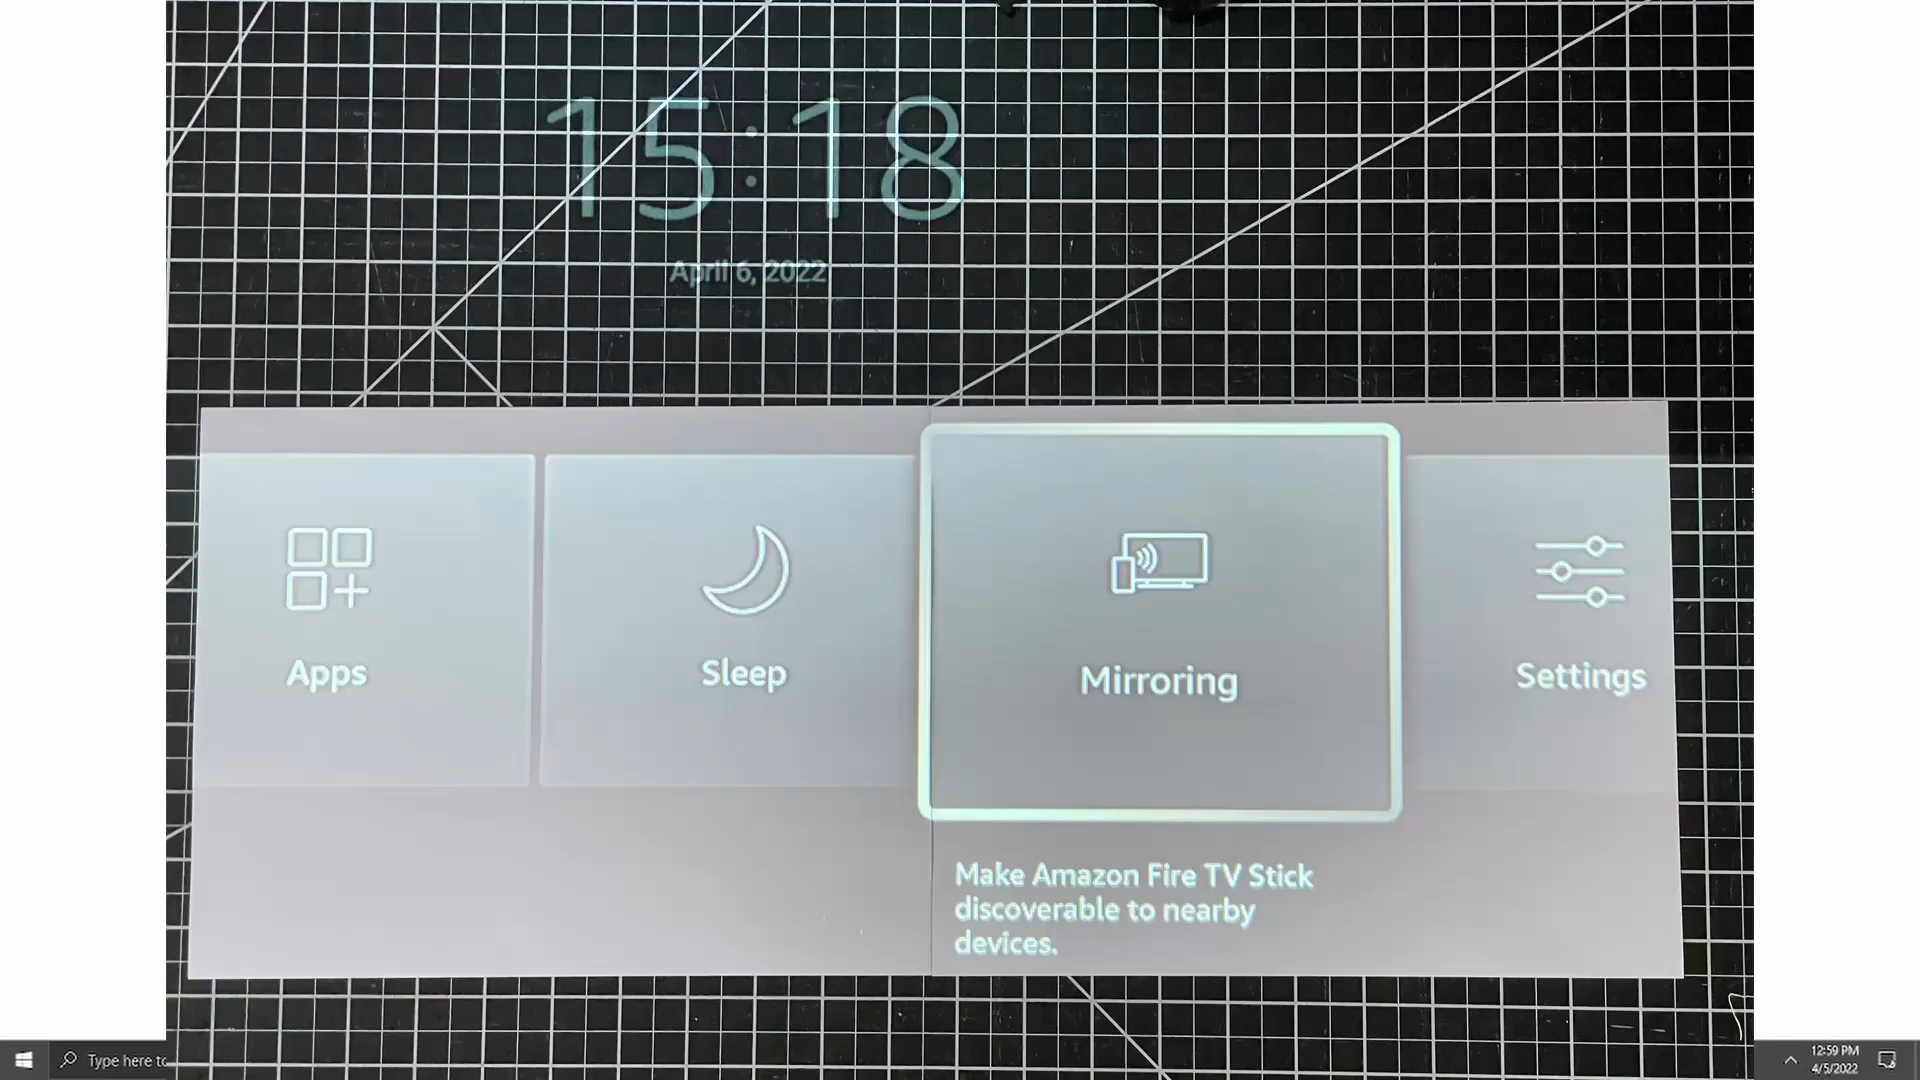 15:18
April 6, 2022
Apps
Sleep
Mirroring
Settings
Make Amazon Fire TV Stick
discoverable to nearby
devices.
Type here to
12:59 PM
4/5/2022